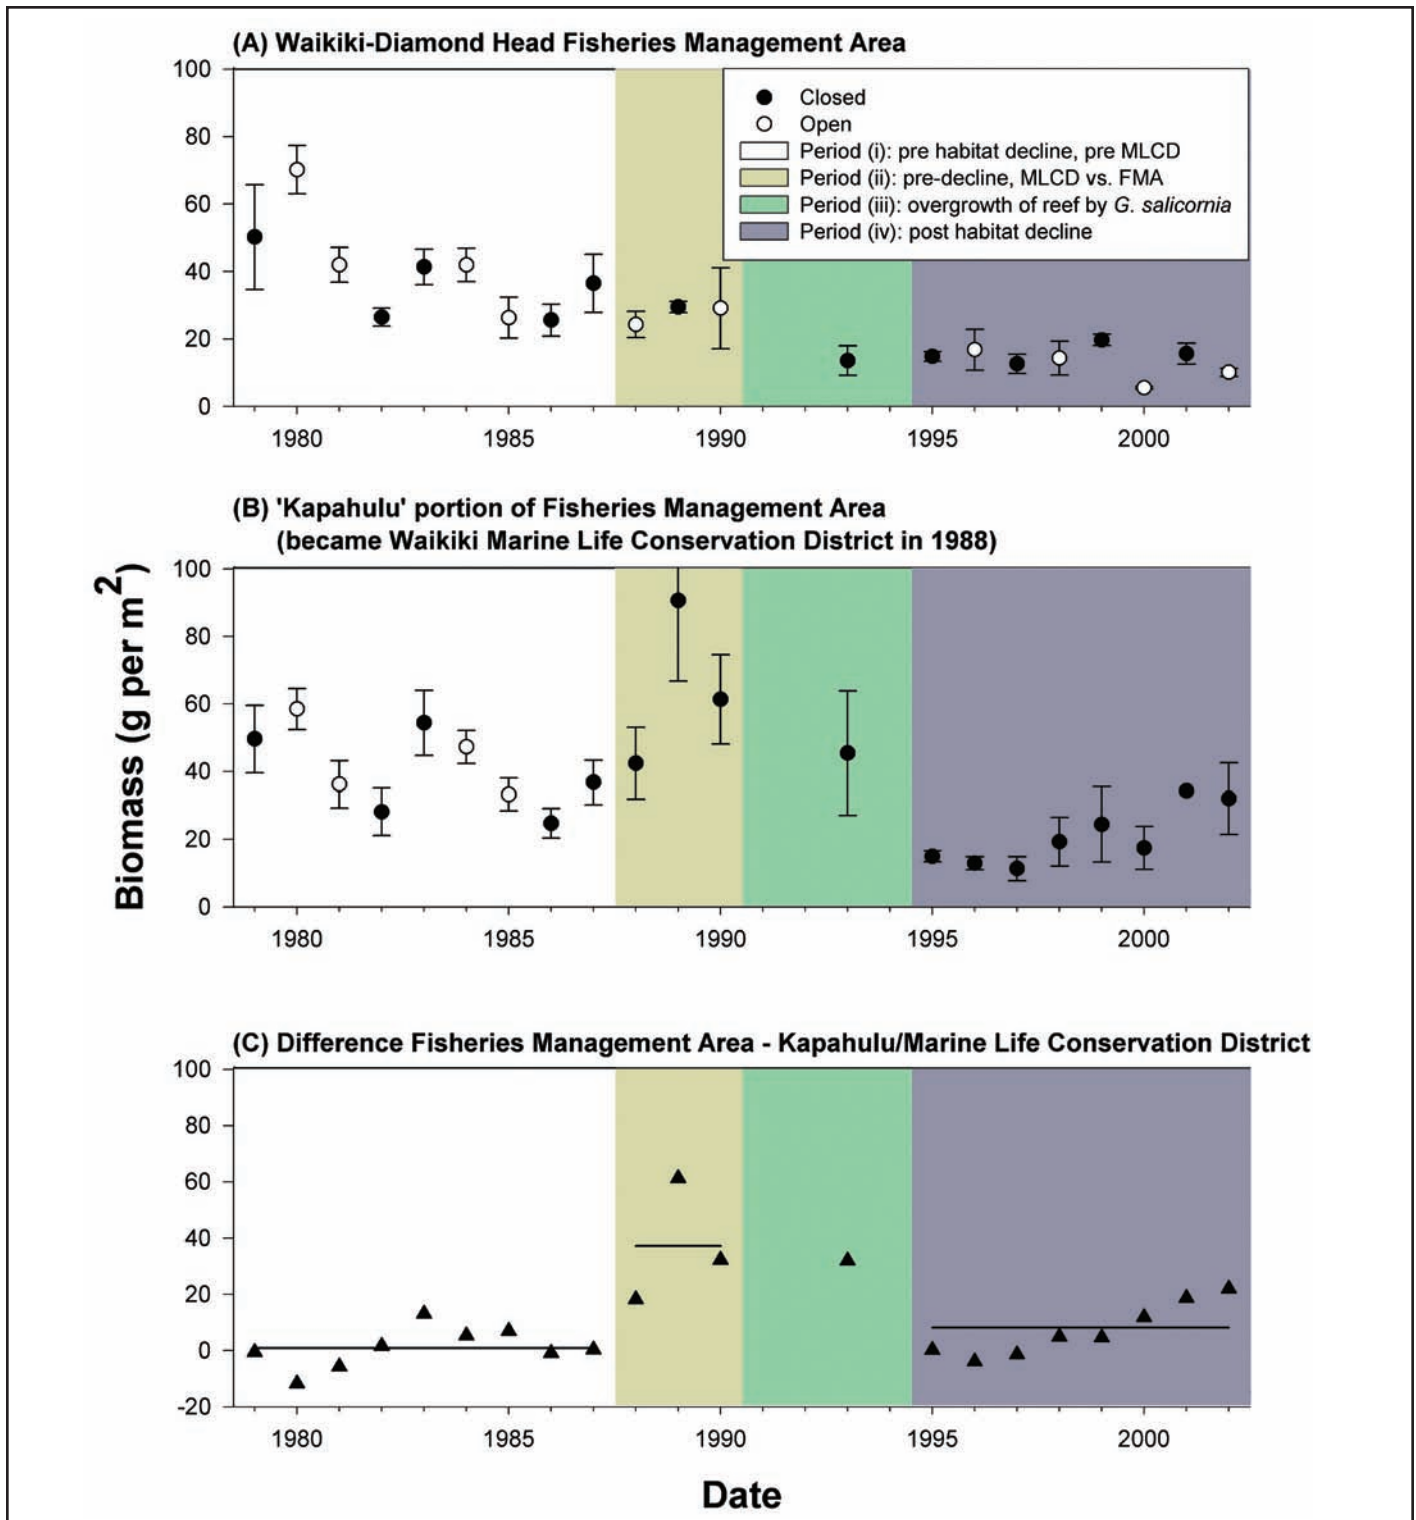 (A) Waikiki-Diamond Head Fisheries Management Area
100
80
60
40
20
0
Closed
Open
Period (i): pre habitat decline, pre MLCD
Period (ii): pre-decline, MLCD vs. FMA
Period (iii): overgrowth of reef by G. salicornia
Period (iv): post habitat decline
1980 1985 1990 1995 2000
(B) 'Kapahulu' portion of Fisheries Management Area
(became Waikiki Marine Life Conservation District in 1988)
Biomass (g per m²)
100
80
60
40
20
0
1980 1985 1990 1995 2000
(C) Difference Fisheries Management Area - Kapahulu/Marine Life Conservation District
100
80
60
40
20
0
-20
1980 1985 1990 1995 2000
Date